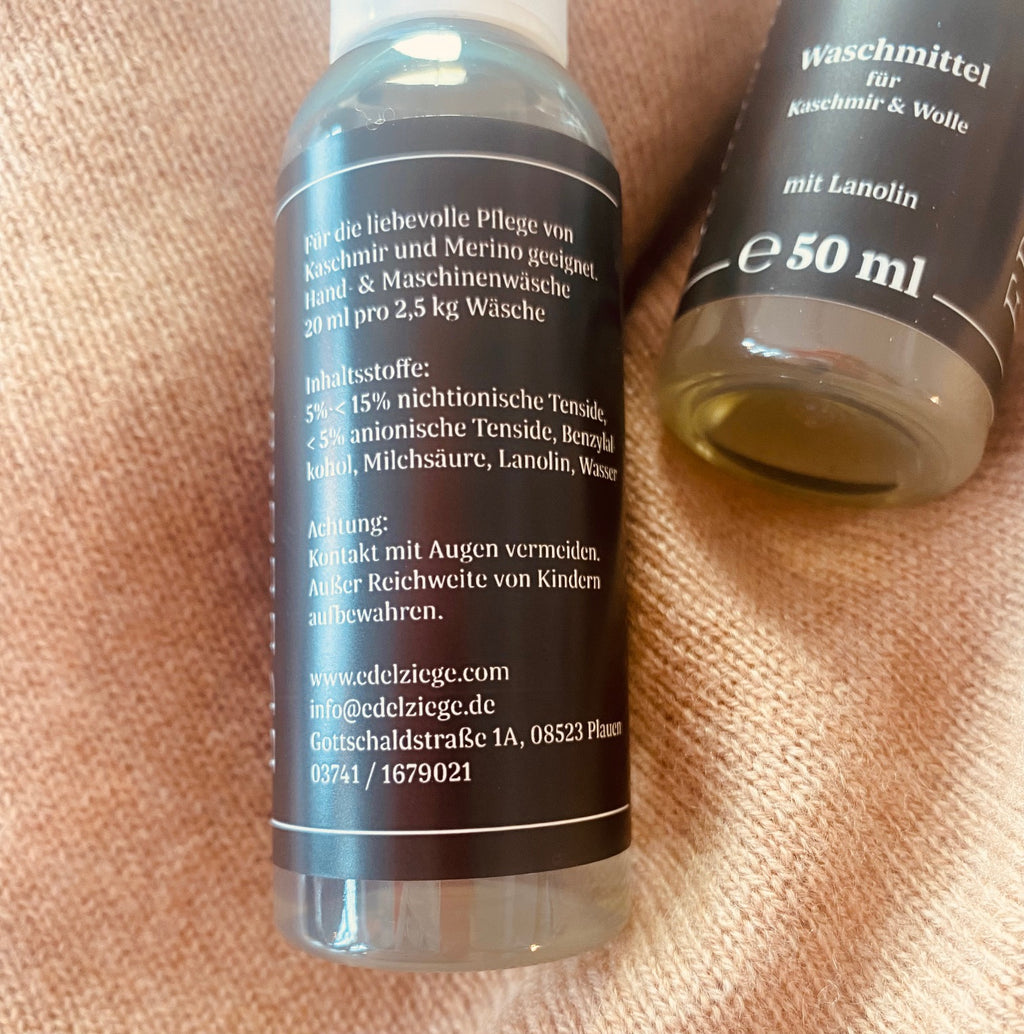 Für die liebevolle Pflege von
Kaschmir und Merino geeignet.
Hand- & Maschinenwäsche
20 ml pro 2,5 kg Wäsche
Inhaltsstoffe:
5%-< 15% nichtionische Tenside,
< 5% anionische Tenside, Benzylal
kohol, Milchsäure, Lanolin, Wasser
Achtung:
Kontakt mit Augen vermeiden.
Außer Reichweite von Kindern
aufbewahren.
www.edelziege.com
info@edelziege.de
Gottschaldstraße 1A, 08523 Plauen
03741 / 1679021
Waschmittel
für
Kaschmir & Wolle
mit Lanolin
℮ 50 ml